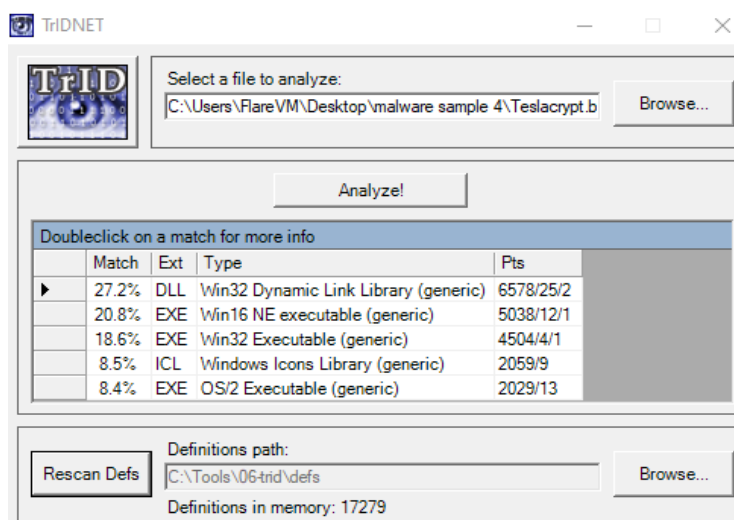 TrIDNET
TrID
Select a file to analyze:
C:\Users\FlareVM\Desktop\malware sample 4\Teslacrypt.b
Browse...
Analyze!
Doubleclick on a match for more info
Match Ext Type Pts
27.2% DLL Win32 Dynamic Link Library (generic) 6578/25/2
20.8% EXE Win16 NE executable (generic) 5038/12/1
18.6% EXE Win32 Executable (generic) 4504/4/1
8.5% ICL Windows Icons Library (generic) 2059/9
8.4% EXE OS/2 Executable (generic) 2029/13
Rescan Defs
Definitions path:
C:\Tools\06-trid\defs
Browse...
Definitions in memory: 17279